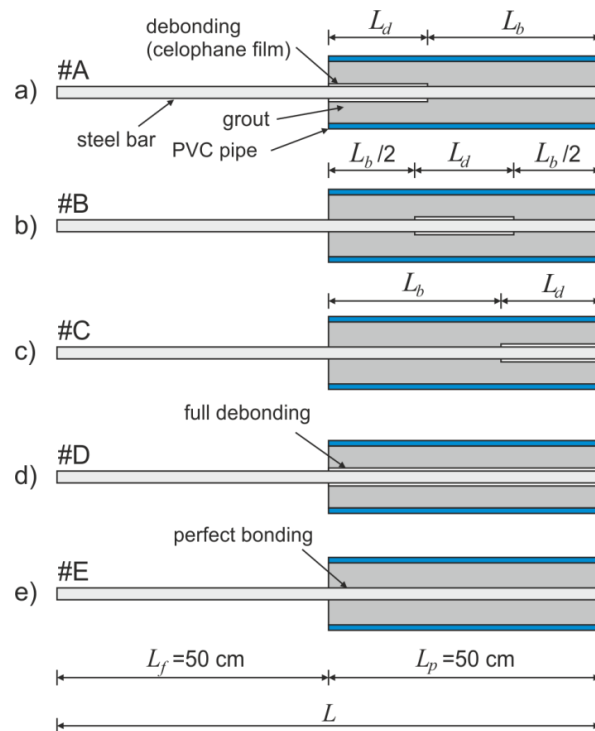 L_d L_b
debonding
(celophane film)
#A
a)
grout
steel bar
PVC pipe
L_b /2 L_d L_b /2
#B
b)
L_b L_d
#C
c)
full debonding
#D
d)
perfect bonding
#E
e)
L_f =50 cm L_p =50 cm
L